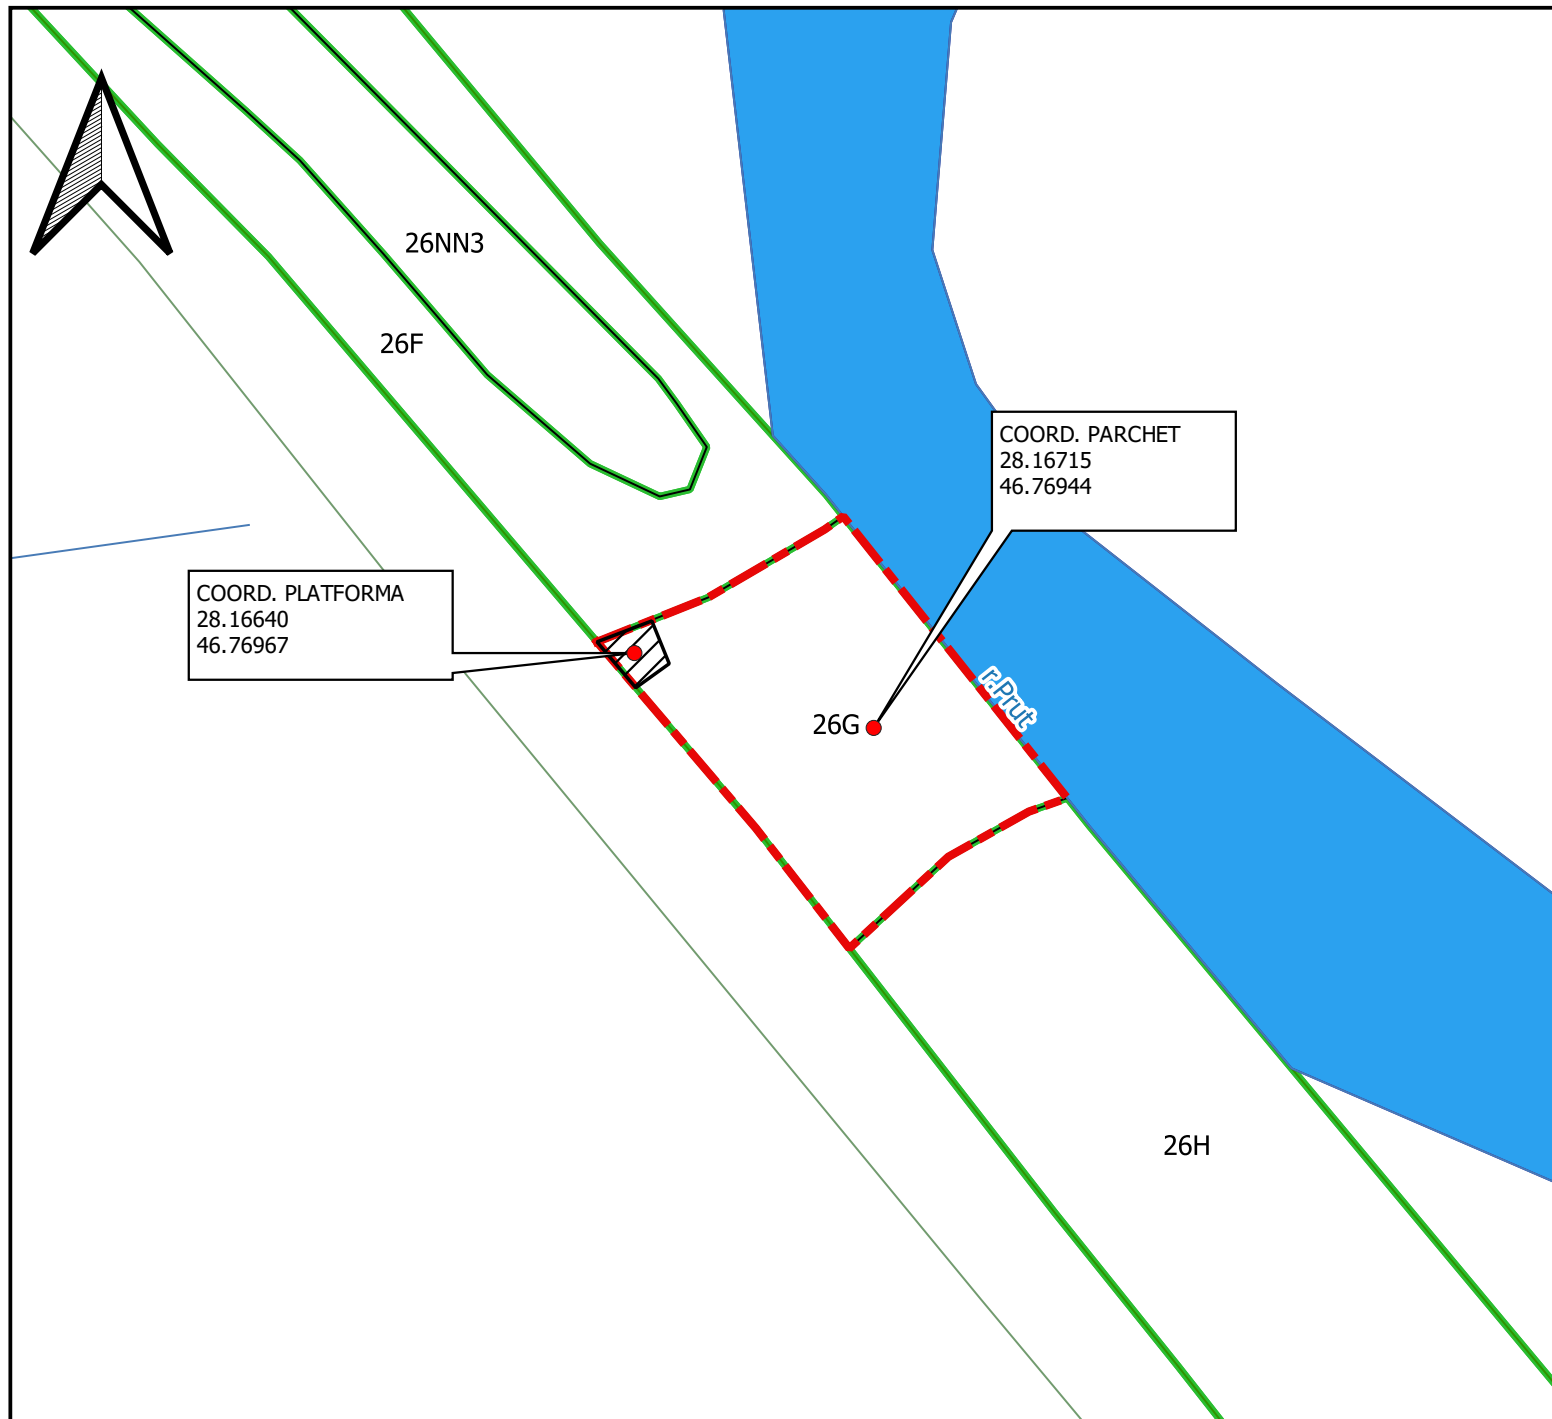 26NN3
26F
COORD. PARCHET
28.16715
46.76944
COORD. PLATFORMA
28.16640
46.76967
r.Prut
26G
26H